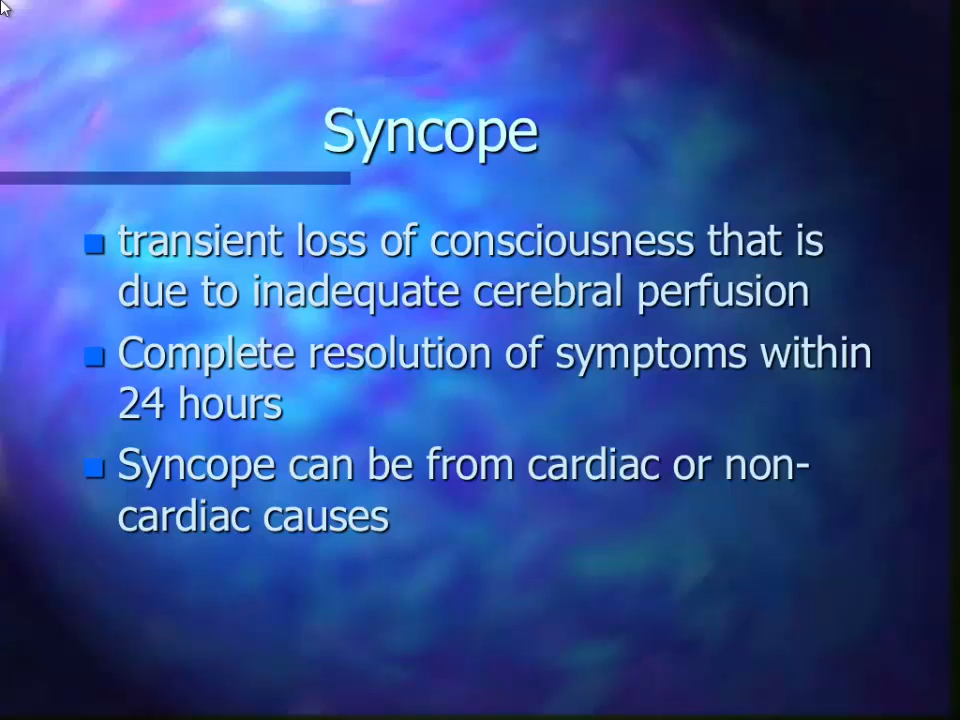 Syncope
transient loss of consciousness that is
due to inadequate cerebral perfusion
Complete resolution of symptoms within
24 hours
Syncope can be from cardiac or non-
cardiac causes